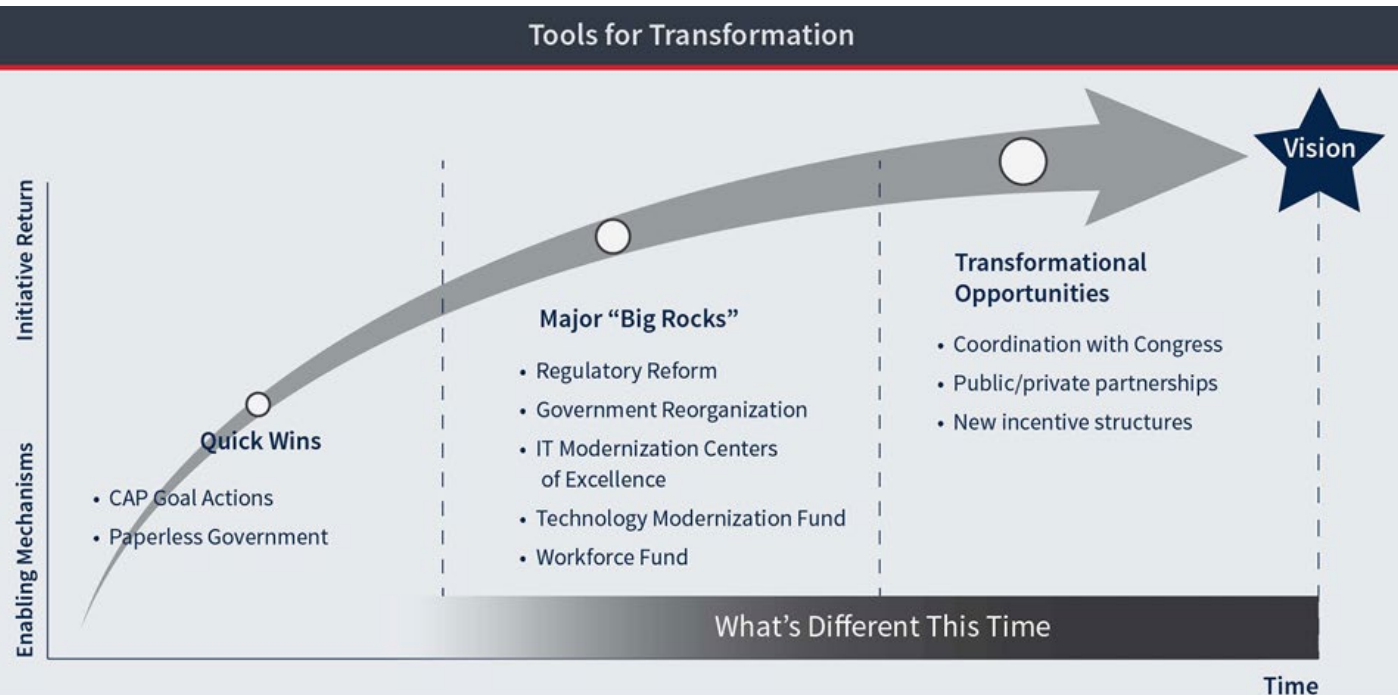 Tools for Transformation
Vision
Initiative Return
Enabling Mechanisms
Quick Wins
• CAP Goal Actions
• Paperless Government
Major “Big Rocks”
• Regulatory Reform
• Government Reorganization
• IT Modernization Centers
of Excellence
• Technology Modernization Fund
• Workforce Fund
Transformational
Opportunities
• Coordination with Congress
• Public/private partnerships
• New incentive structures
What’s Different This Time
Time